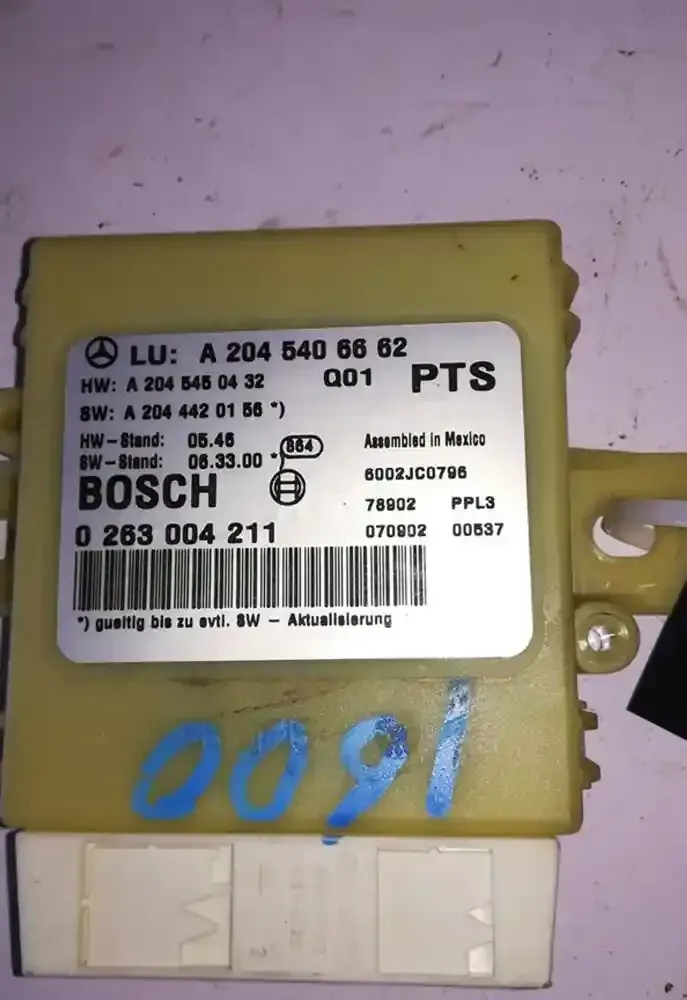 LU: A 204 540 66 62
HW: A 204 545 04 32 Q01 PTS
SW: A 204 442 01 56 *)
HW-Stand: 05.46
SW-Stand: 06.33.00 *) 864
Assembled in Mexico
6002JC0796
BOSCH
78902 PPL3
0 263 004 211
070902 00537
*) gueltig bis zu evtl. SW - Aktualisierung
0091